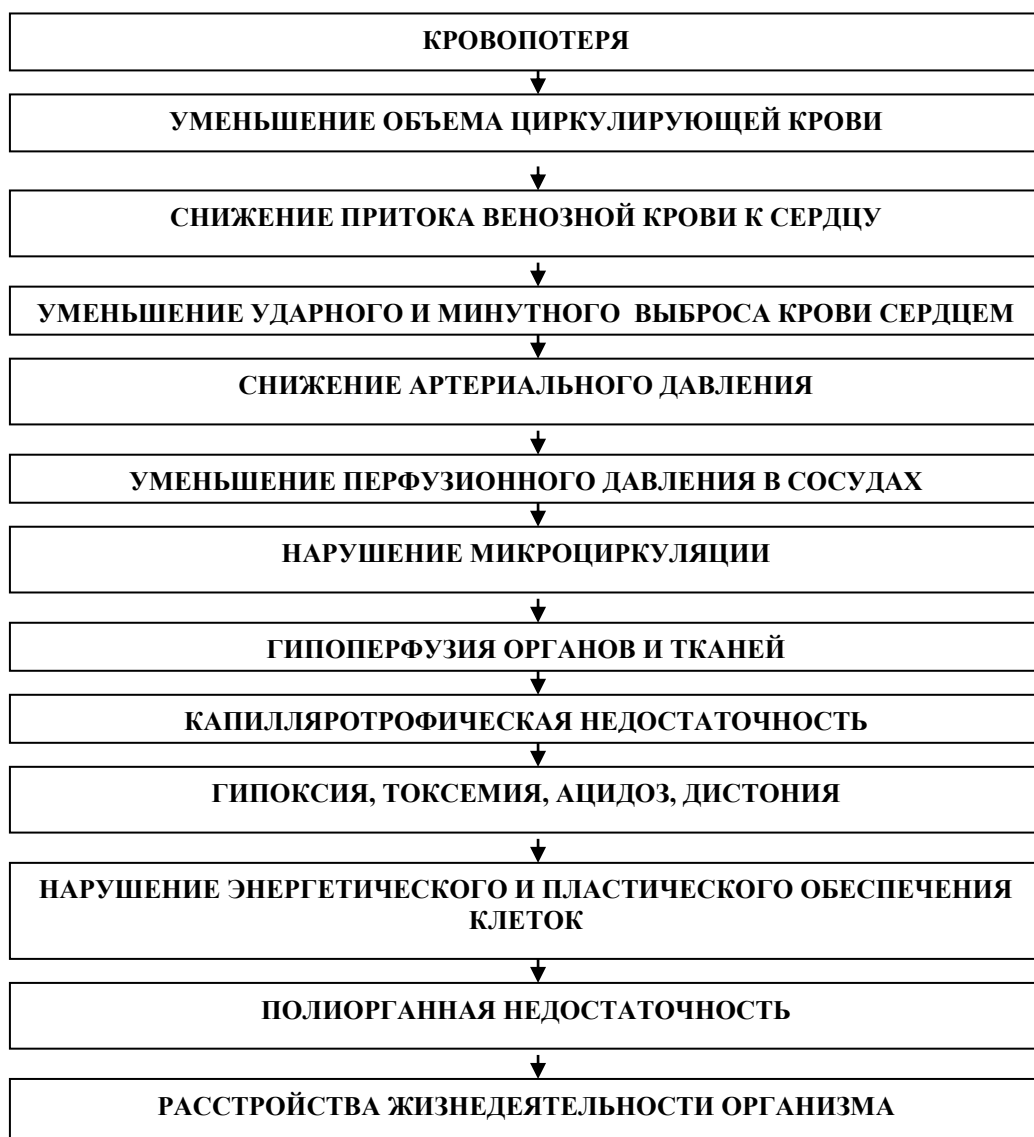 КРОВОПОТЕРЯ
УМЕНЬШЕНИЕ ОБЪЕМА ЦИРКУЛИРУЮЩЕЙ КРОВИ
СНИЖЕНИЕ ПРИТОКА ВЕНОЗНОЙ КРОВИ К СЕРДЦУ
УМЕНЬШЕНИЕ УДАРНОГО И МИНУТНОГО ВЫБРОСА КРОВИ СЕРДЦЕМ
СНИЖЕНИЕ АРТЕРИАЛЬНОГО ДАВЛЕНИЯ
УМЕНЬШЕНИЕ ПЕРФУЗИОННОГО ДАВЛЕНИЯ В СОСУДАХ
НАРУШЕНИЕ МИКРОЦИРКУЛЯЦИИ
ГИПОПЕРФУЗИЯ ОРГАНОВ И ТКАНЕЙ
КАПИЛЛЯРОТРОФИЧЕСКАЯ НЕДОСТАТОЧНОСТЬ
ГИПОКСИЯ, ТОКСЕМИЯ, АЦИДОЗ, ДИСТОНИЯ
НАРУШЕНИЕ ЭНЕРГЕТИЧЕСКОГО И ПЛАСТИЧЕСКОГО ОБЕСПЕЧЕНИЯ
КЛЕТОК
ПОЛИОРГАННАЯ НЕДОСТАТОЧНОСТЬ
РАССТРОЙСТВА ЖИЗНЕДЕЯТЕЛЬНОСТИ ОРГАНИЗМА